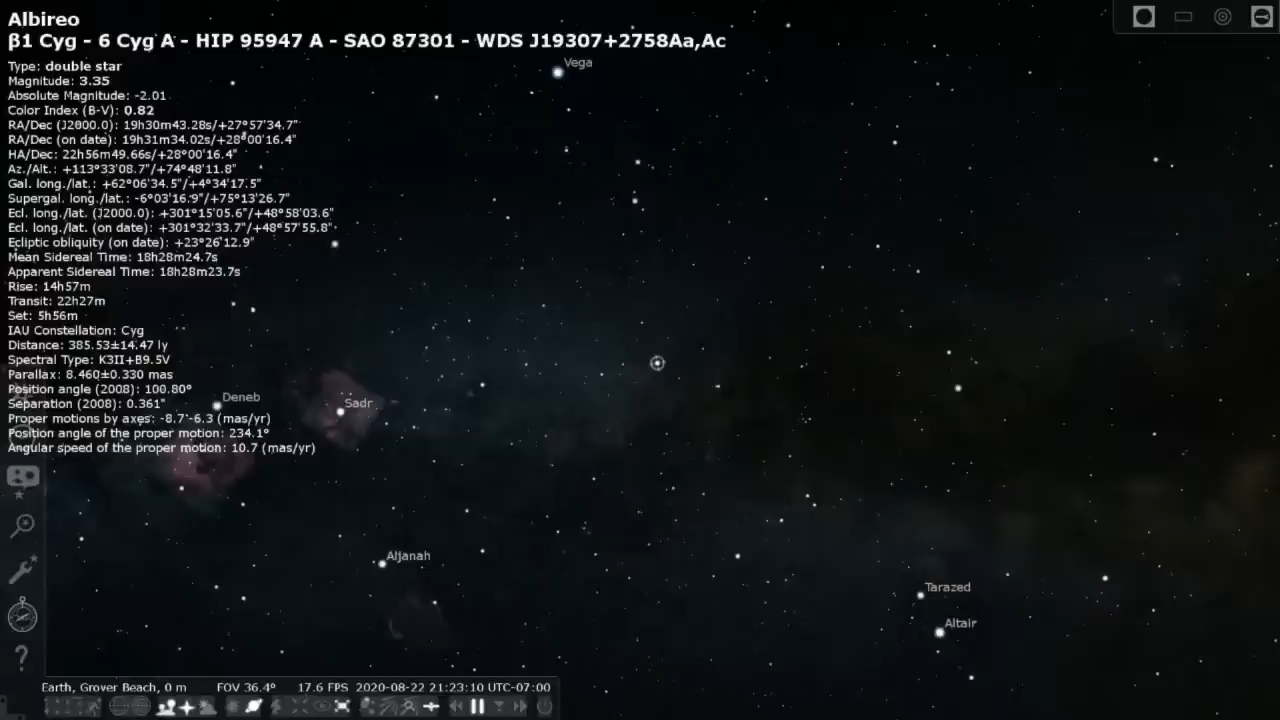 Albireo
β1 Cyg - 6 Cyg A - HIP 95947 A - SAO 87301 - WDS J19307+2758Aa,Ac
Type: double star
Magnitude: 3.35
Absolute Magnitude: -2.01
Color Index (B-V): 0.82
RA/Dec (J2000.0): 19h30m43.28s/+27°57'34.7"
RA/Dec (on date): 19h31m34.02s/+28°00'16.4"
HA/Dec: 22h56m49.66s/+28°00'16.4"
Az./Alt.: +113°33'08.7"/+74°48'11.8"
Gal. long./lat.: +62°06'34.5"/+4°34'17.5"
Supergal. long./lat.: -6°03'16.9"/+75°13'26.7"
Ecl. long./lat. (J2000.0): +301°15'05.6"/+48°58'03.6"
Ecl. long./lat. (on date): +301°32'33.7"/+48°57'55.8"
Ecliptic obliquity (on date): +23°26'12.9"
Mean Sidereal Time: 18h28m24.7s
Apparent Sidereal Time: 18h28m23.7s
Rise: 14h57m
Transit: 22h27m
Set: 5h56m
IAU Constellation: Cyg
Distance: 385.53±14.47 ly
Spectral Type: K3II+B9.5V
Parallax: 8.460±0.330 mas
Position angle (2008): 100.80°
Separation (2008): 0.361"
Proper motions by axes: -8.7 -6.3 (mas/yr)
Position angle of the proper motion: 234.1°
Angular speed of the proper motion: 10.7 (mas/yr)
Vega
Deneb
Sadr
Aljanah
Tarazed
Altair
Earth, Grover Beach, 0 m FOV 36.4° 17.6 FPS 2020-08-22 21:23:10 UTC-07:00